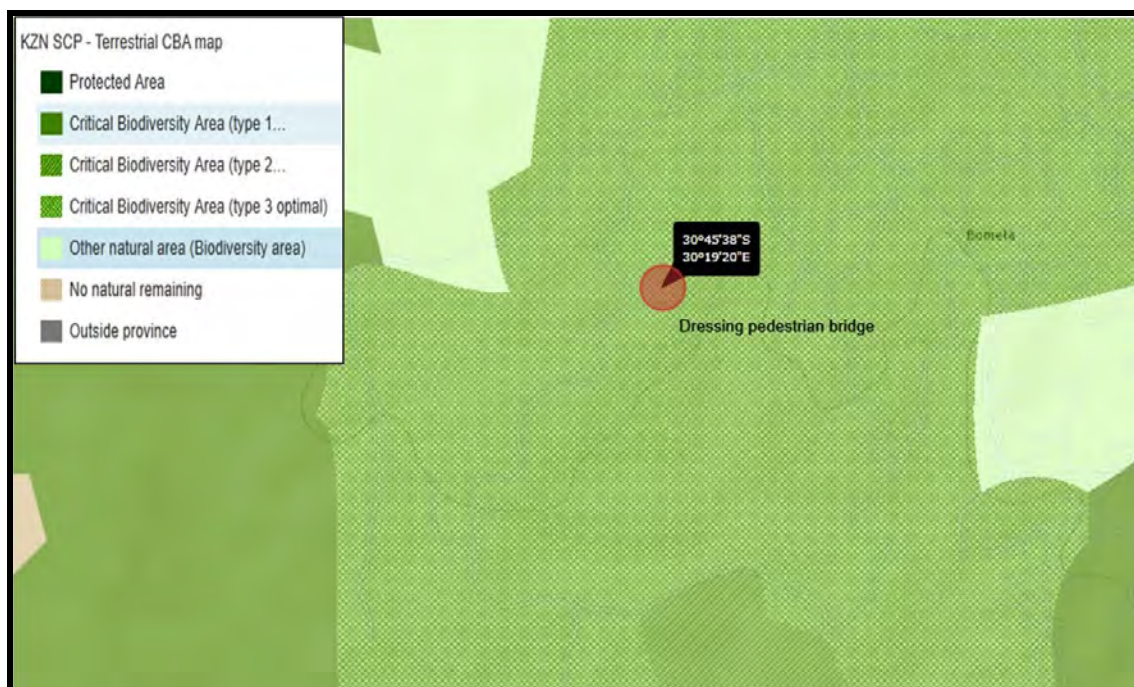 KZN SCP - Terrestrial CBA map
Protected Area
Critical Biodiversity Area (type 1...
Critical Biodiversity Area (type 2...
Critical Biodiversity Area (type 3 optimal)
Other natural area (Biodiversity area)
No natural remaining
Outside province
30°45'38"S
30°19'20"E
Bomela
Dressing pedestrian bridge